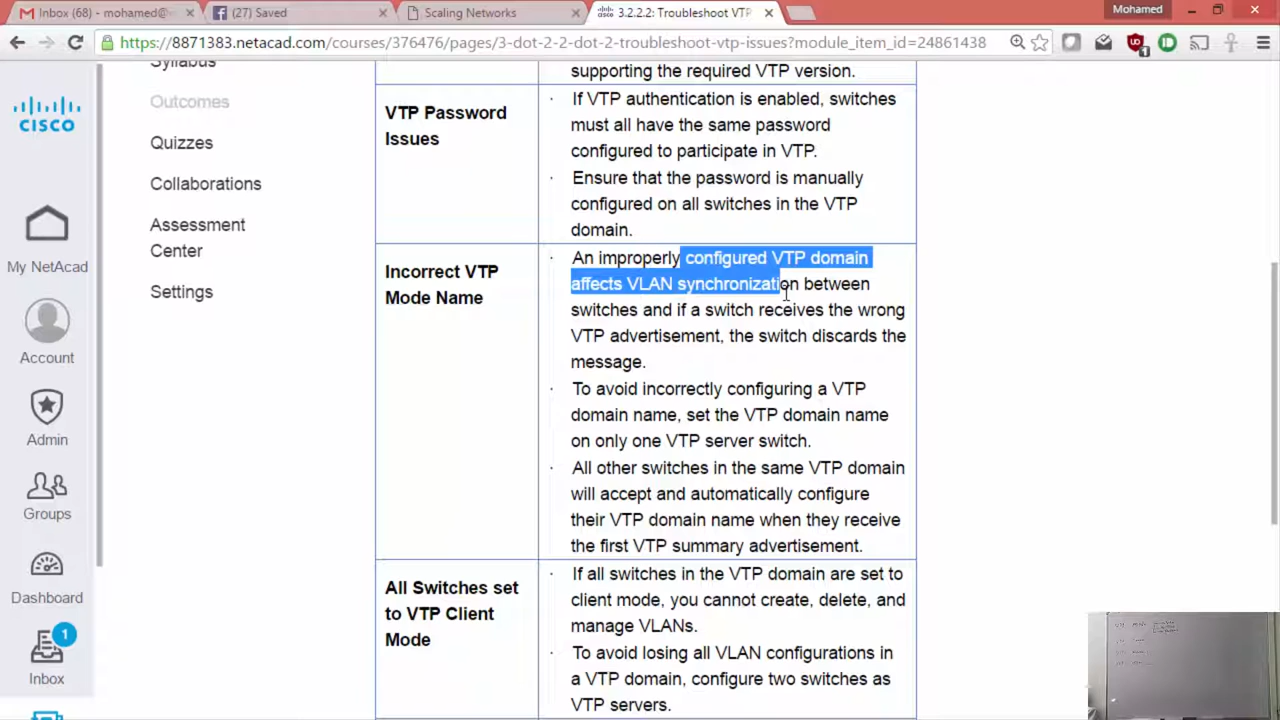 Inbox (68) - mohamed@
(27) Saved
Scaling Networks
3.2.2.2: Troubleshoot VTP
Mohamed
https://8871383.netacad.com/courses/376476/pages/3-dot-2-2-dot-2-troubleshoot-vtp-issues?module_item_id=24861438
CISCO
My NetAcad
Account
Admin
Groups
Dashboard
1
Inbox
Syllabus
Outcomes
Quizzes
Collaborations
Assessment
Center
Settings
supporting the required VTP version.
VTP Password
Issues
· If VTP authentication is enabled, switches
must all have the same password
configured to participate in VTP.
· Ensure that the password is manually
configured on all switches in the VTP
domain.
Incorrect VTP
Mode Name
· An improperly configured VTP domain
affects VLAN synchronization between
switches and if a switch receives the wrong
VTP advertisement, the switch discards the
message.
· To avoid incorrectly configuring a VTP
domain name, set the VTP domain name
on only one VTP server switch.
· All other switches in the same VTP domain
will accept and automatically configure
their VTP domain name when they receive
the first VTP summary advertisement.
All Switches set
to VTP Client
Mode
· If all switches in the VTP domain are set to
client mode, you cannot create, delete, and
manage VLANs.
· To avoid losing all VLAN configurations in
a VTP domain, configure two switches as
VTP servers.